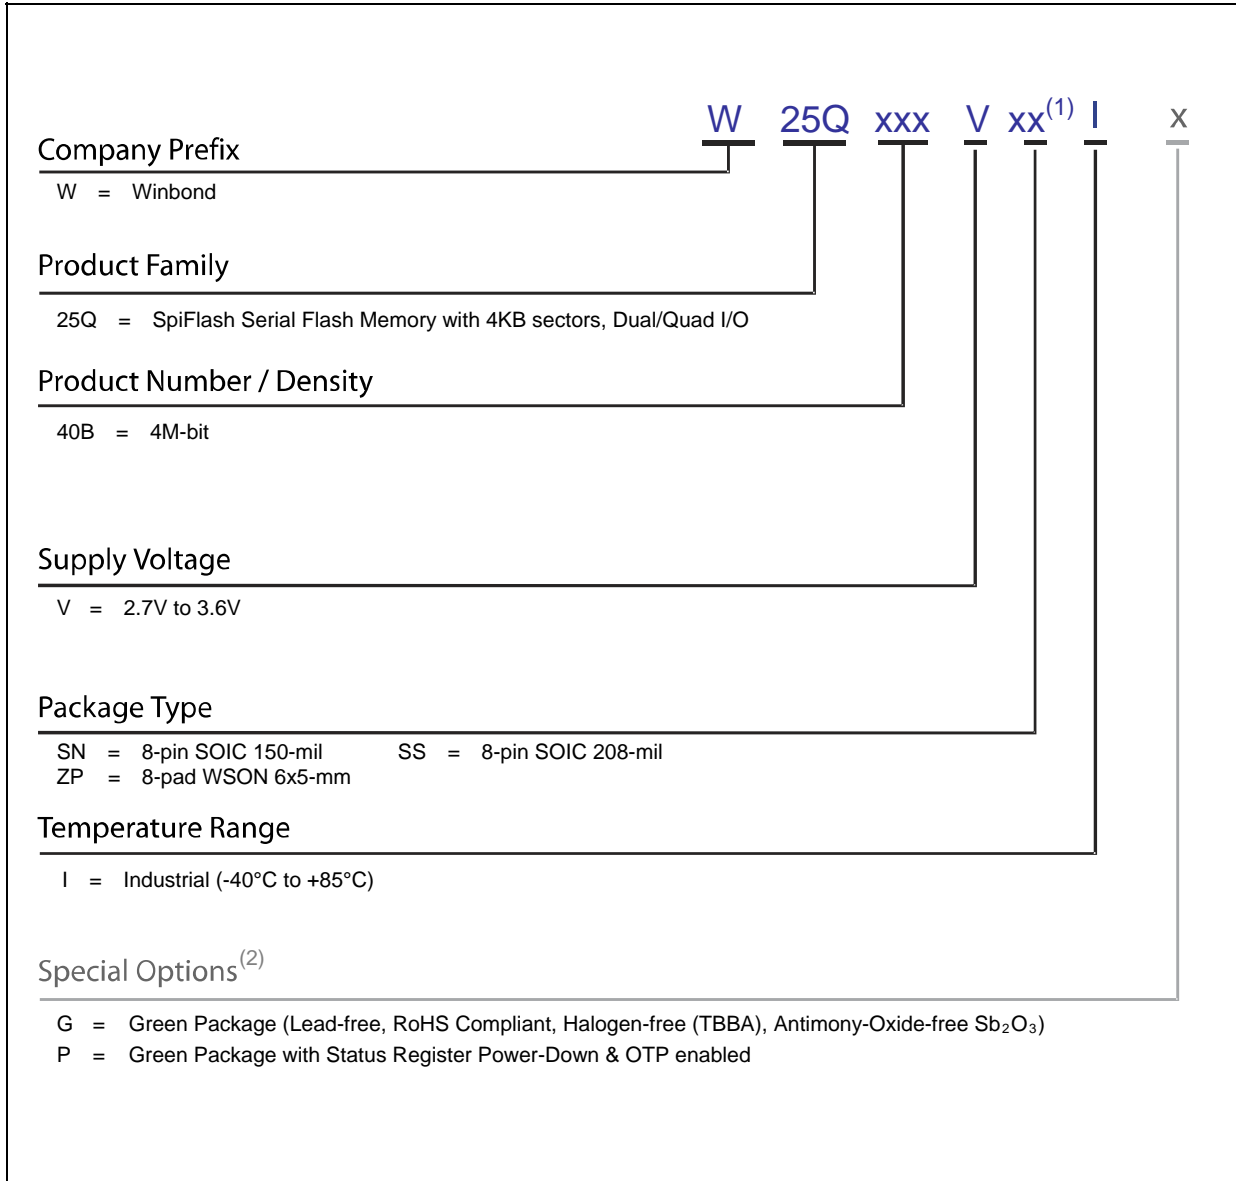 W 25Q xxx V xx(1) I x
Company Prefix
W = Winbond
Product Family
25Q = SpiFlash Serial Flash Memory with 4KB sectors, Dual/Quad I/O
Product Number / Density
40B = 4M-bit
Supply Voltage
V = 2.7V to 3.6V
Package Type
SN = 8-pin SOIC 150-mil SS = 8-pin SOIC 208-mil
ZP = 8-pad WSON 6x5-mm
Temperature Range
I = Industrial (-40°C to +85°C)
Special Options(2)
G = Green Package (Lead-free, RoHS Compliant, Halogen-free (TBBA), Antimony-Oxide-free Sb₂O₃)
P = Green Package with Status Register Power-Down & OTP enabled